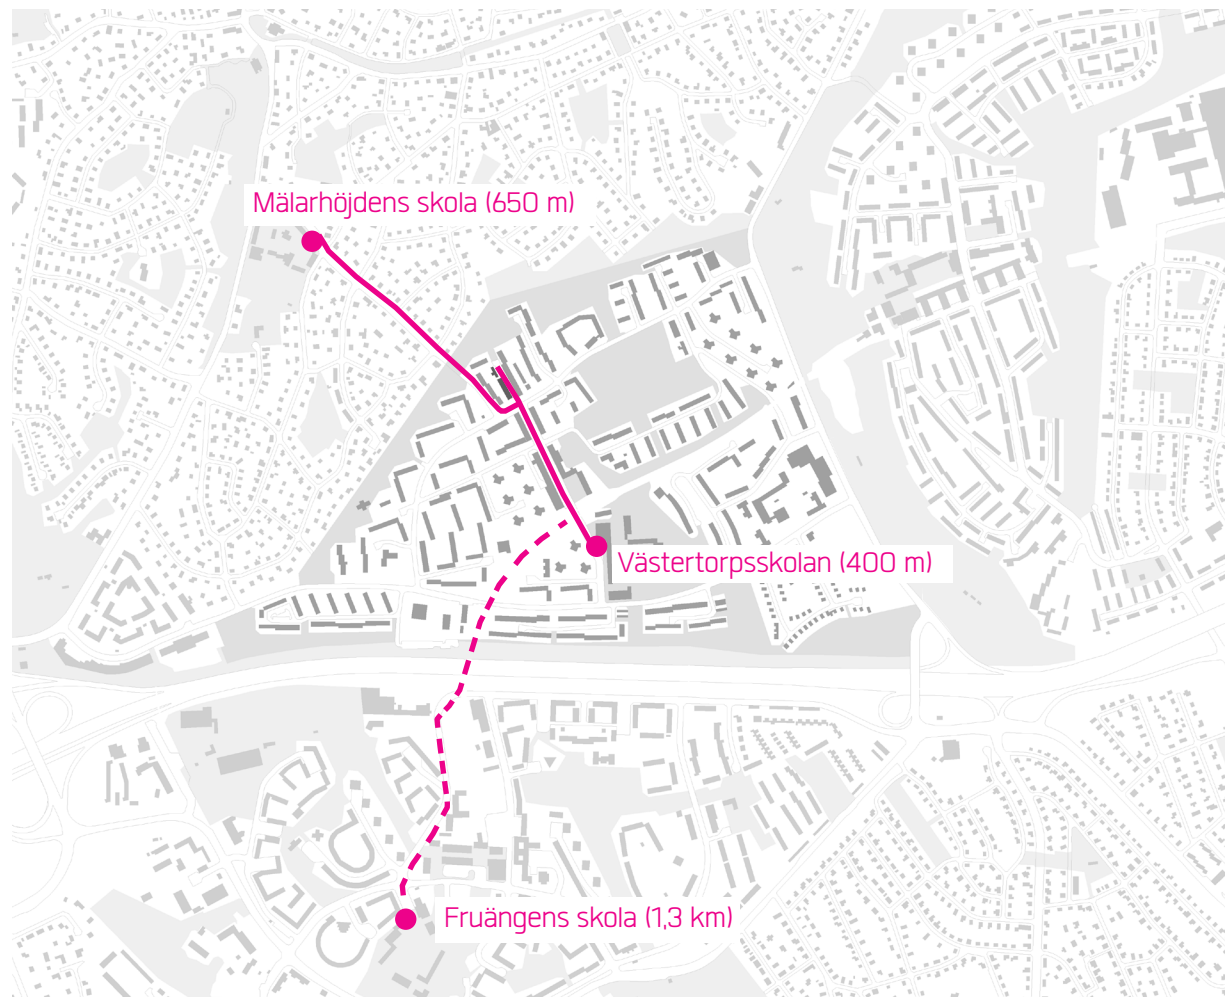 Mälarhöjdens skola (650 m)
Västertorpsskolan (400 m)
Fruängens skola (1,3 km)